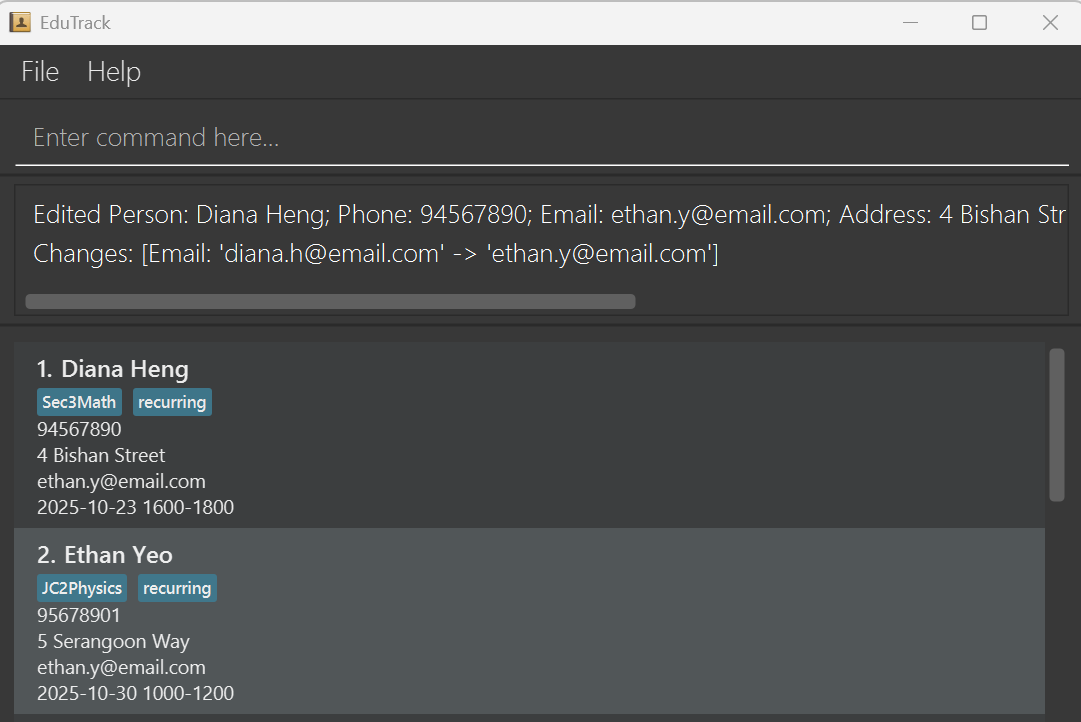 EduTrack
File Help
Enter command here...
Edited Person: Diana Heng; Phone: 94567890; Email: ethan.y@email.com; Address: 4 Bishan Str
Changes: [Email: 'diana.h@email.com' -> 'ethan.y@email.com']
1. Diana Heng
Sec3Math recurring
94567890
4 Bishan Street
ethan.y@email.com
2025-10-23 1600-1800
2. Ethan Yeo
JC2Physics recurring
95678901
5 Serangoon Way
ethan.y@email.com
2025-10-30 1000-1200